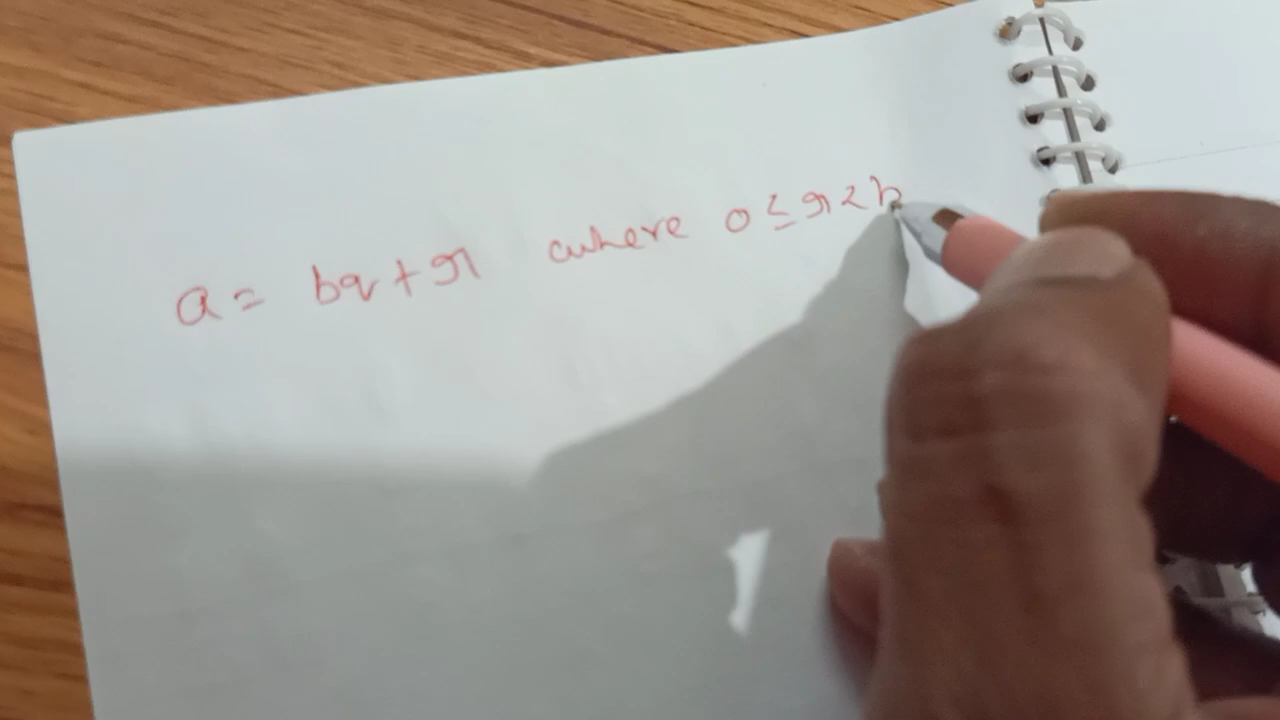 a = bq + r where 0 ≤ r < b